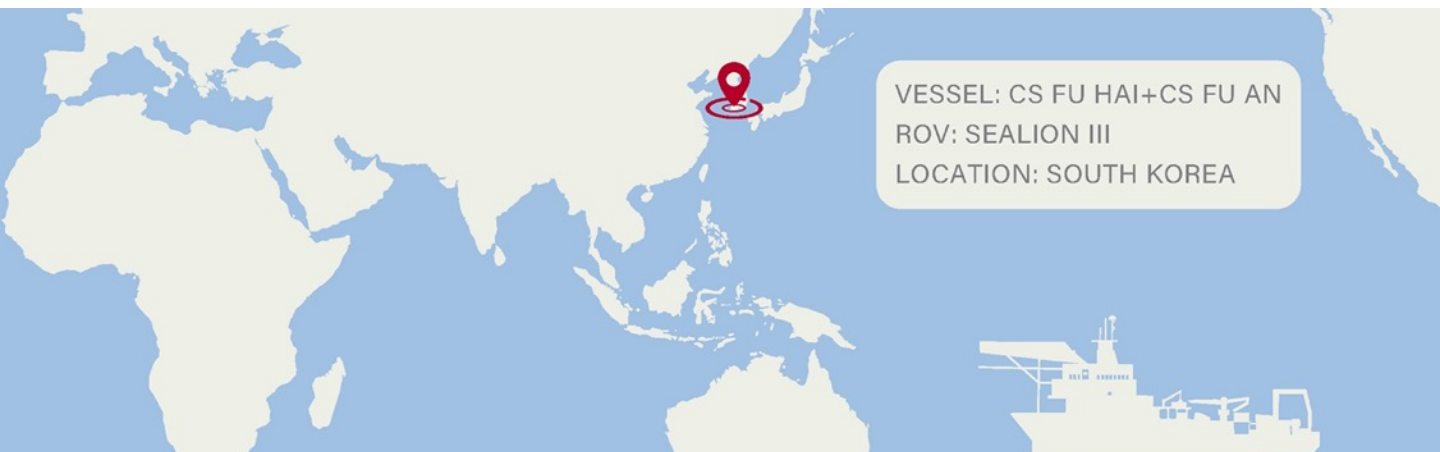 VESSEL: CS FU HAI+CS FU AN
ROV: SEALION III
LOCATION: SOUTH KOREA